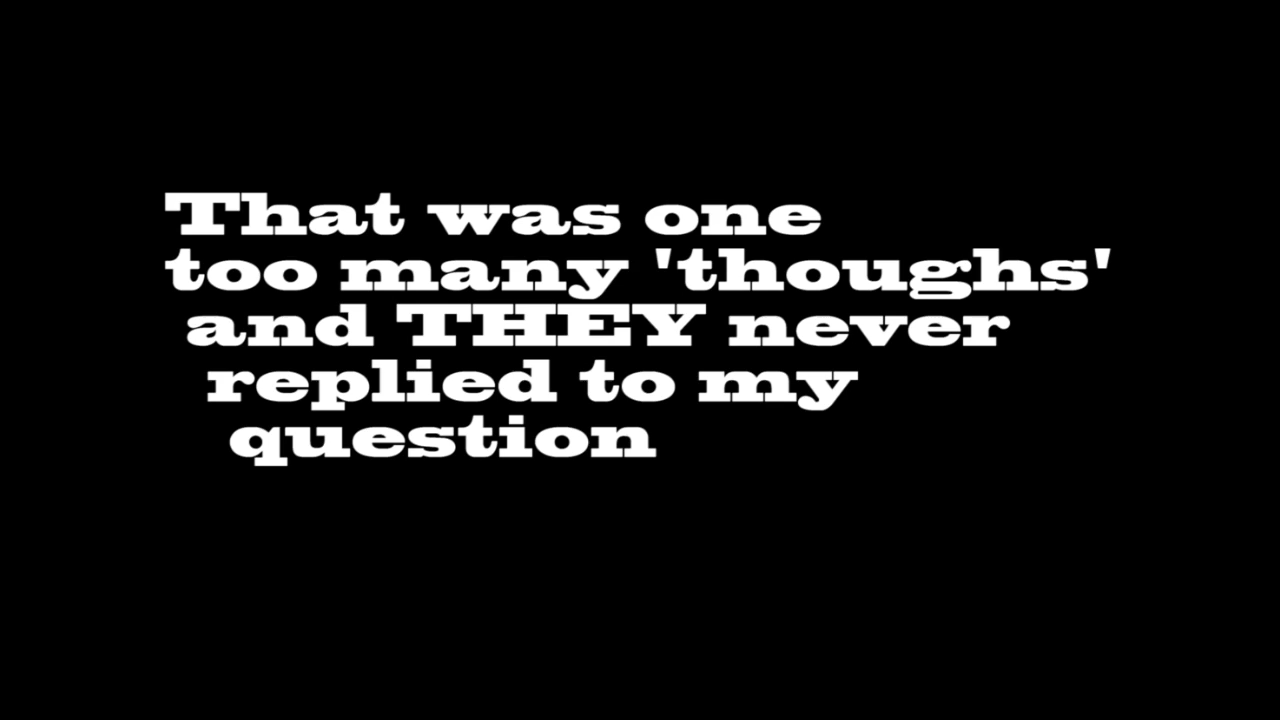 That was one
too many 'thoughs'
and THEY never
replied to my
question